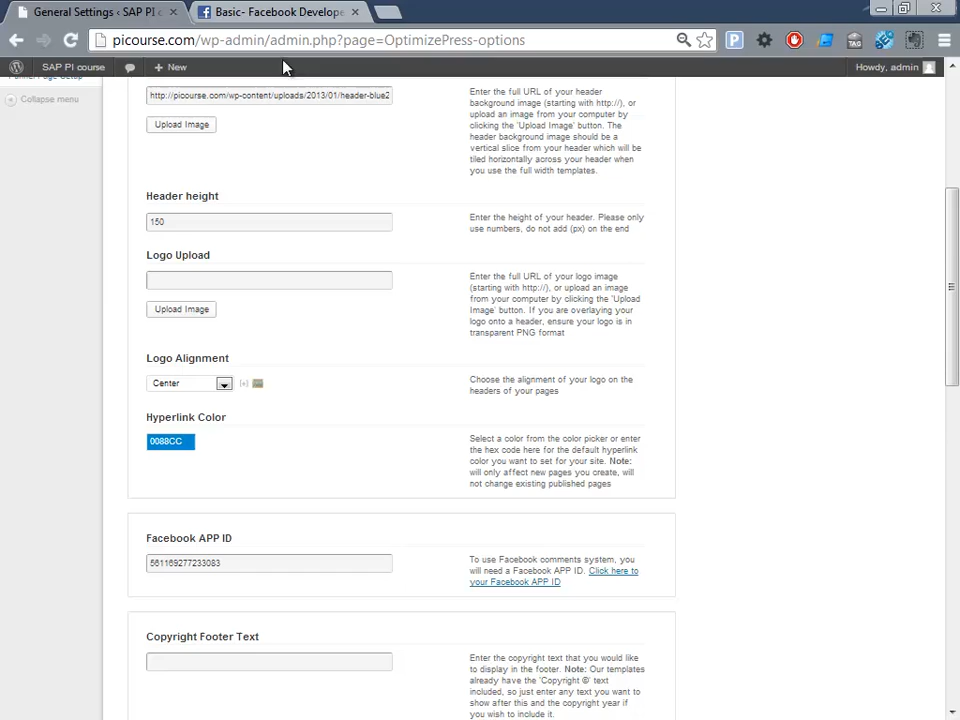 General Settings ‹ SAP PI c
Basic- Facebook Develope
picourse.com/wp-admin/admin.php?page=OptimizePress-options
SAP PI course
+ New
Howdy, admin
Collapse menu
http://picourse.com/wp-content/uploads/2013/01/header-blue2
Upload Image
Enter the full URL of your header
background image (starting with http://), or
upload an image from your computer by
clicking the 'Upload Image' button. The
header background image should be a
vertical slice from your header which will be
tiled horizontally across your header when
you use the full width templates.
Header height
150
Enter the height of your header. Please only
use numbers, do not add (px) on the end
Logo Upload
Upload Image
Enter the full URL of your logo image
(starting with http://), or upload an image
from your computer by clicking the 'Upload
Image' button. If you are overlaying your
logo onto a header, ensure your logo is in
transparent PNG format
Logo Alignment
Center
[+]
Choose the alignment of your logo on the
headers of your pages
Hyperlink Color
0088CC
Select a color from the color picker or enter
the hex code here for the default hyperlink
color you want to set for your site. Note:
will only affect new pages you create, will
not change existing published pages
Facebook APP ID
561169277233083
To use Facebook comments system, you
will need a Facebook APP ID. Click here to
your Facebook APP ID
Copyright Footer Text
Enter the copyright text that you would like
to display in the footer. Note: Our templates
already have the 'Copyright ©' text
included, so just enter any text you want to
show after this and the copyright year if
you wish to include it.